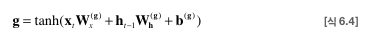 g = tanh(xₜWₓ⁽ᵍ⁾ + hₜ₋₁Wₕ⁽ᵍ⁾ + b⁽ᵍ⁾) [식 6.4]